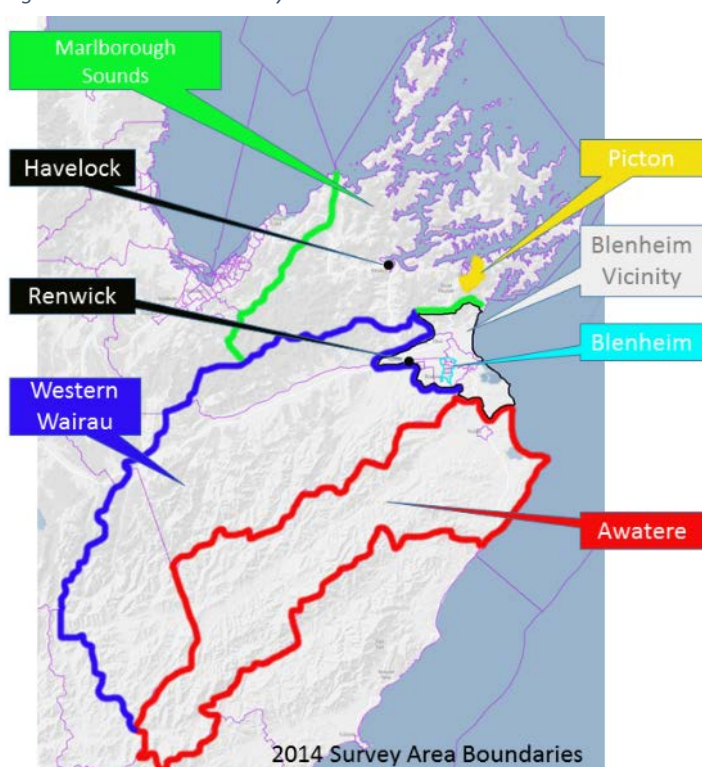 Marlborough
Sounds
Havelock
Picton
Blenheim
Vicinity
Renwick
Blenheim
Western
Wairau
Awatere
2014 Survey Area Boundaries